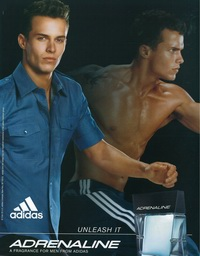 adidas
UNLEASH IT
ADRENALINE
A FRAGRANCE FOR MEN FROM ADIDAS
ADRENALINE